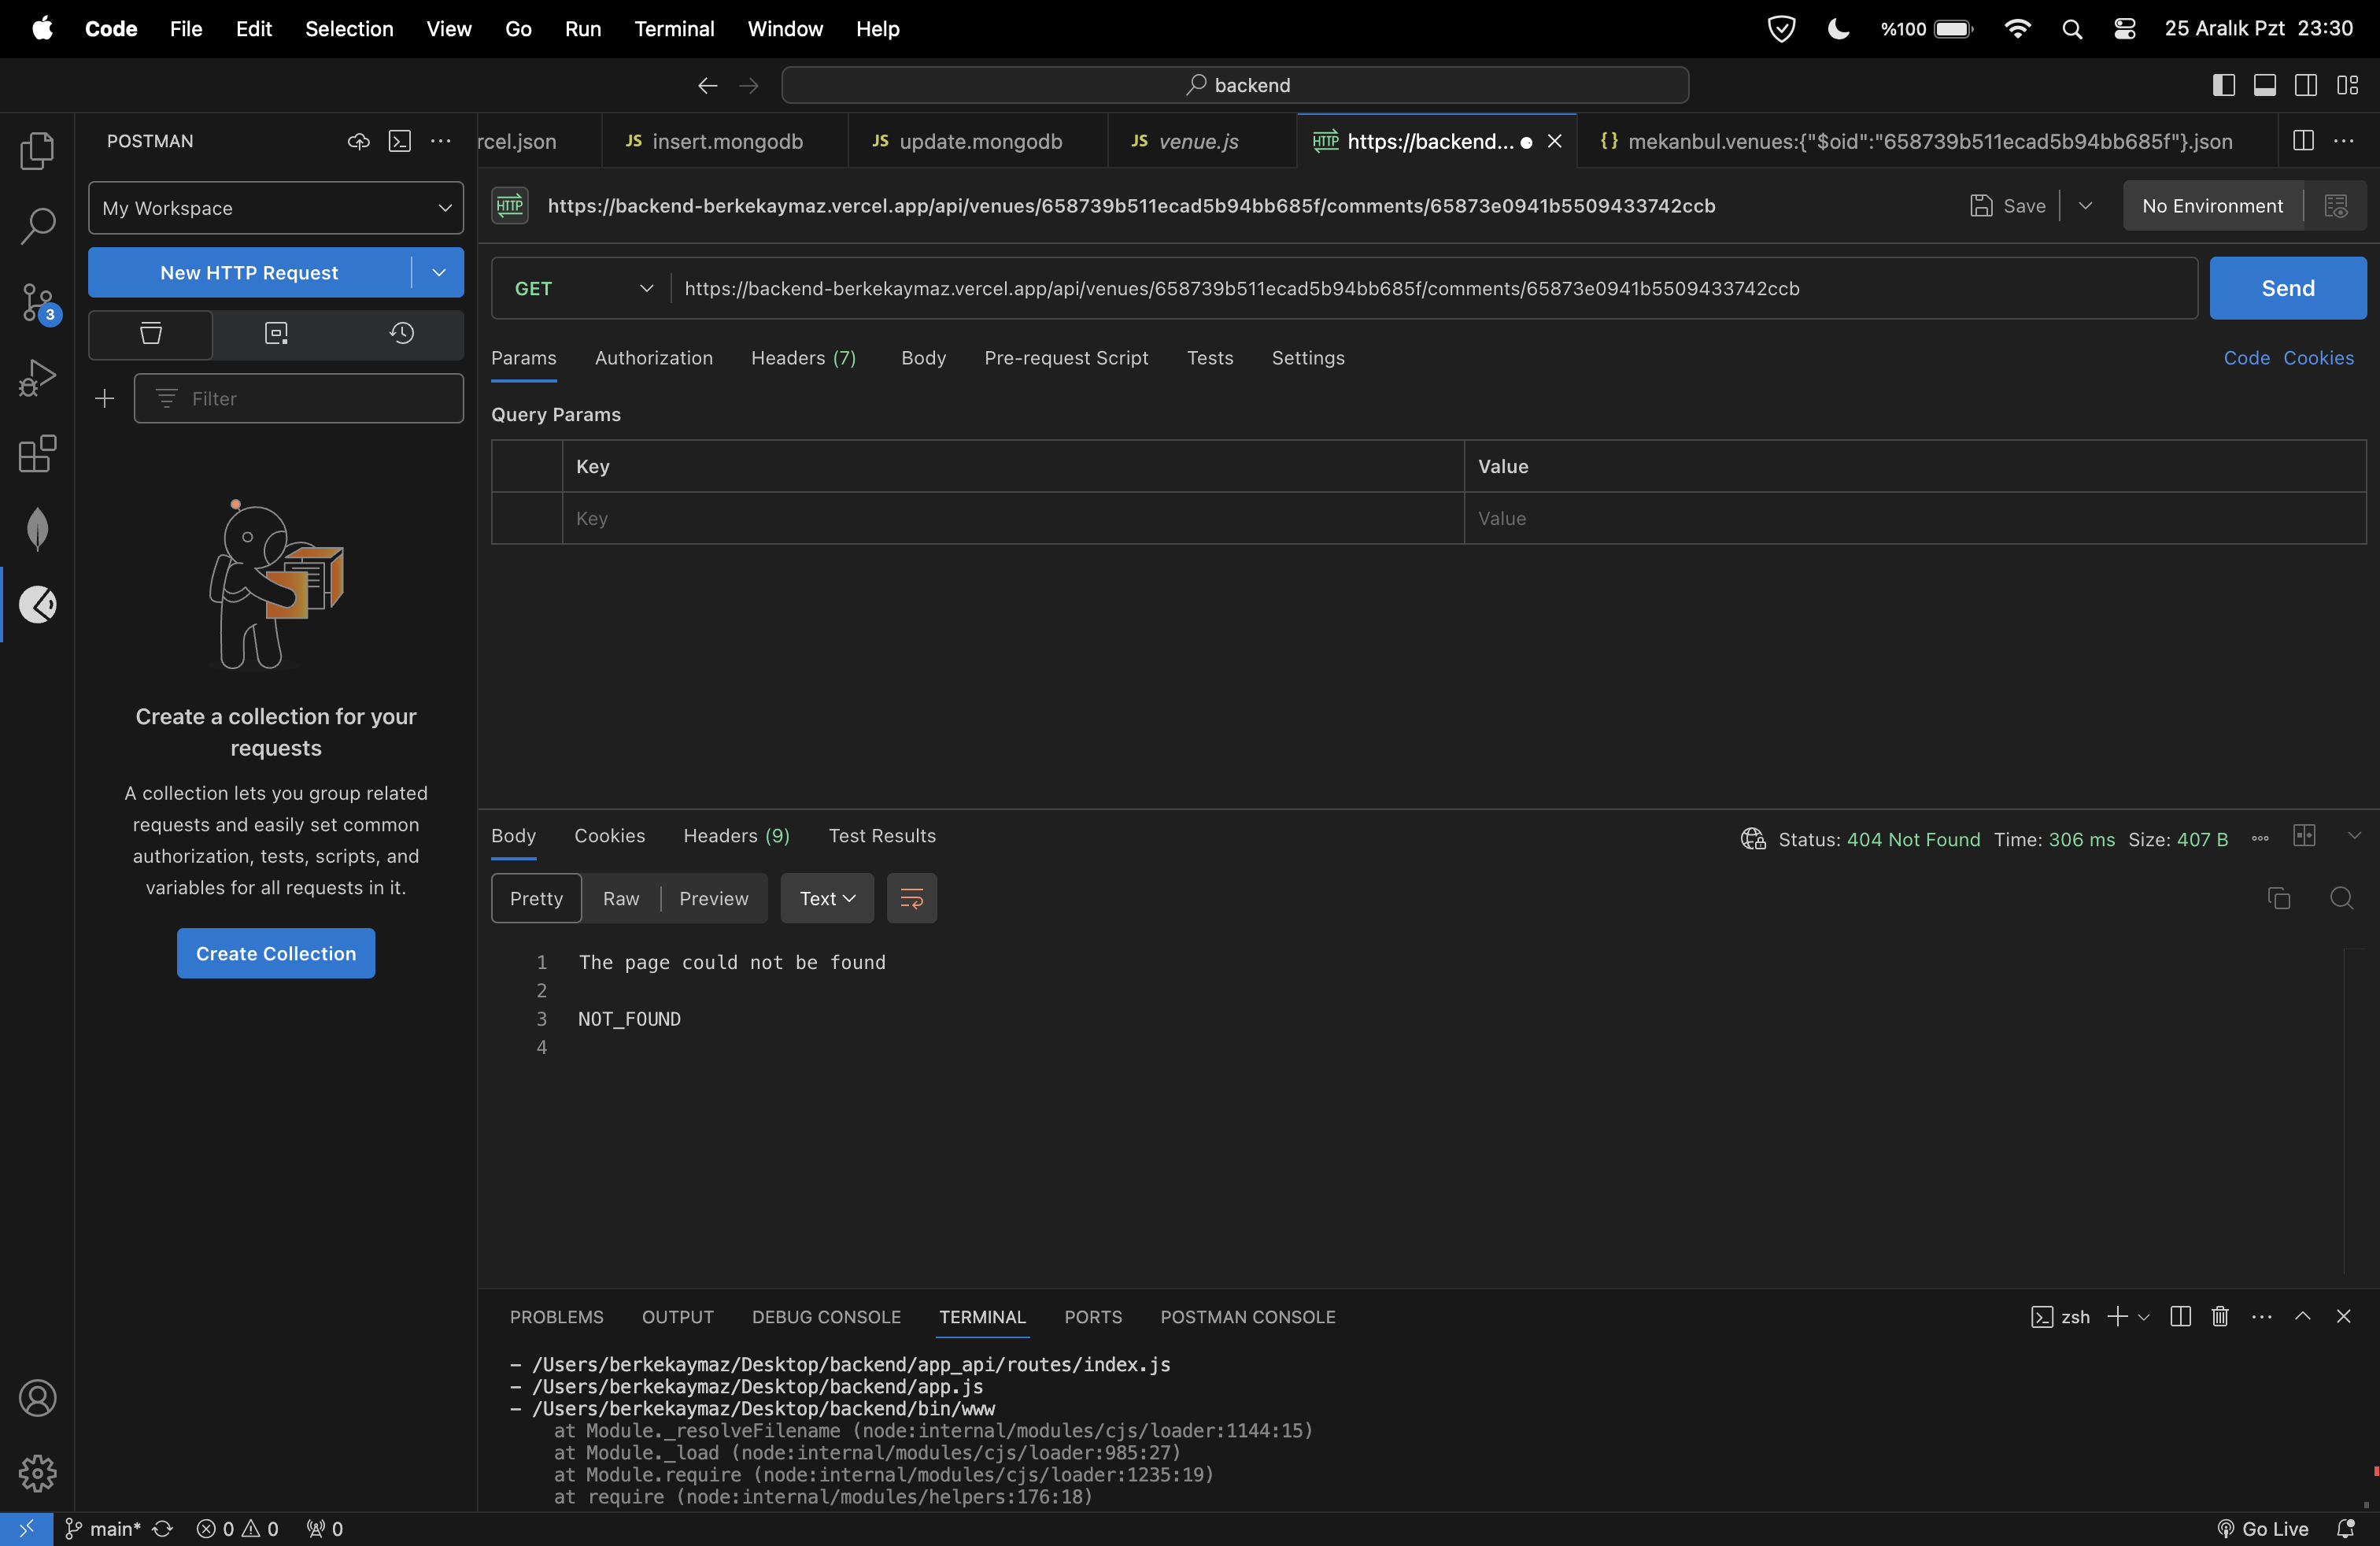 Code File Edit Selection View Go Run Terminal Window Help %100 25 Aralık Pzt 23:30
backend
POSTMAN
rcel.json JS insert.mongodb JS update.mongodb JS venue.js HTTP https://backend... {} mekanbul.venues:{"$oid":"658739b511ecad5b94bb685f"}.json
My Workspace
New HTTP Request
Filter
3
Create a collection for your
requests
A collection lets you group related
requests and easily set common
authorization, tests, scripts, and
variables for all requests in it.
Create Collection
HTTP https://backend-berkekaymaz.vercel.app/api/venues/658739b511ecad5b94bb685f/comments/65873e0941b5509433742ccb Save No Environment
GET https://backend-berkekaymaz.vercel.app/api/venues/658739b511ecad5b94bb685f/comments/65873e0941b5509433742ccb Send
Params Authorization Headers (7) Body Pre-request Script Tests Settings Code Cookies
Query Params
Key Value
Key Value
Body Cookies Headers (9) Test Results Status: 404 Not Found Time: 306 ms Size: 407 B
Pretty Raw Preview Text
1 The page could not be found
2
3 NOT_FOUND
4
PROBLEMS OUTPUT DEBUG CONSOLE TERMINAL PORTS POSTMAN CONSOLE zsh
- /Users/berkekaymaz/Desktop/backend/app_api/routes/index.js
- /Users/berkekaymaz/Desktop/backend/app.js
- /Users/berkekaymaz/Desktop/backend/bin/www
at Module._resolveFilename (node:internal/modules/cjs/loader:1144:15)
at Module._load (node:internal/modules/cjs/loader:985:27)
at Module.require (node:internal/modules/cjs/loader:1235:19)
at require (node:internal/modules/helpers:176:18)
main* 0 0 0 Go Live